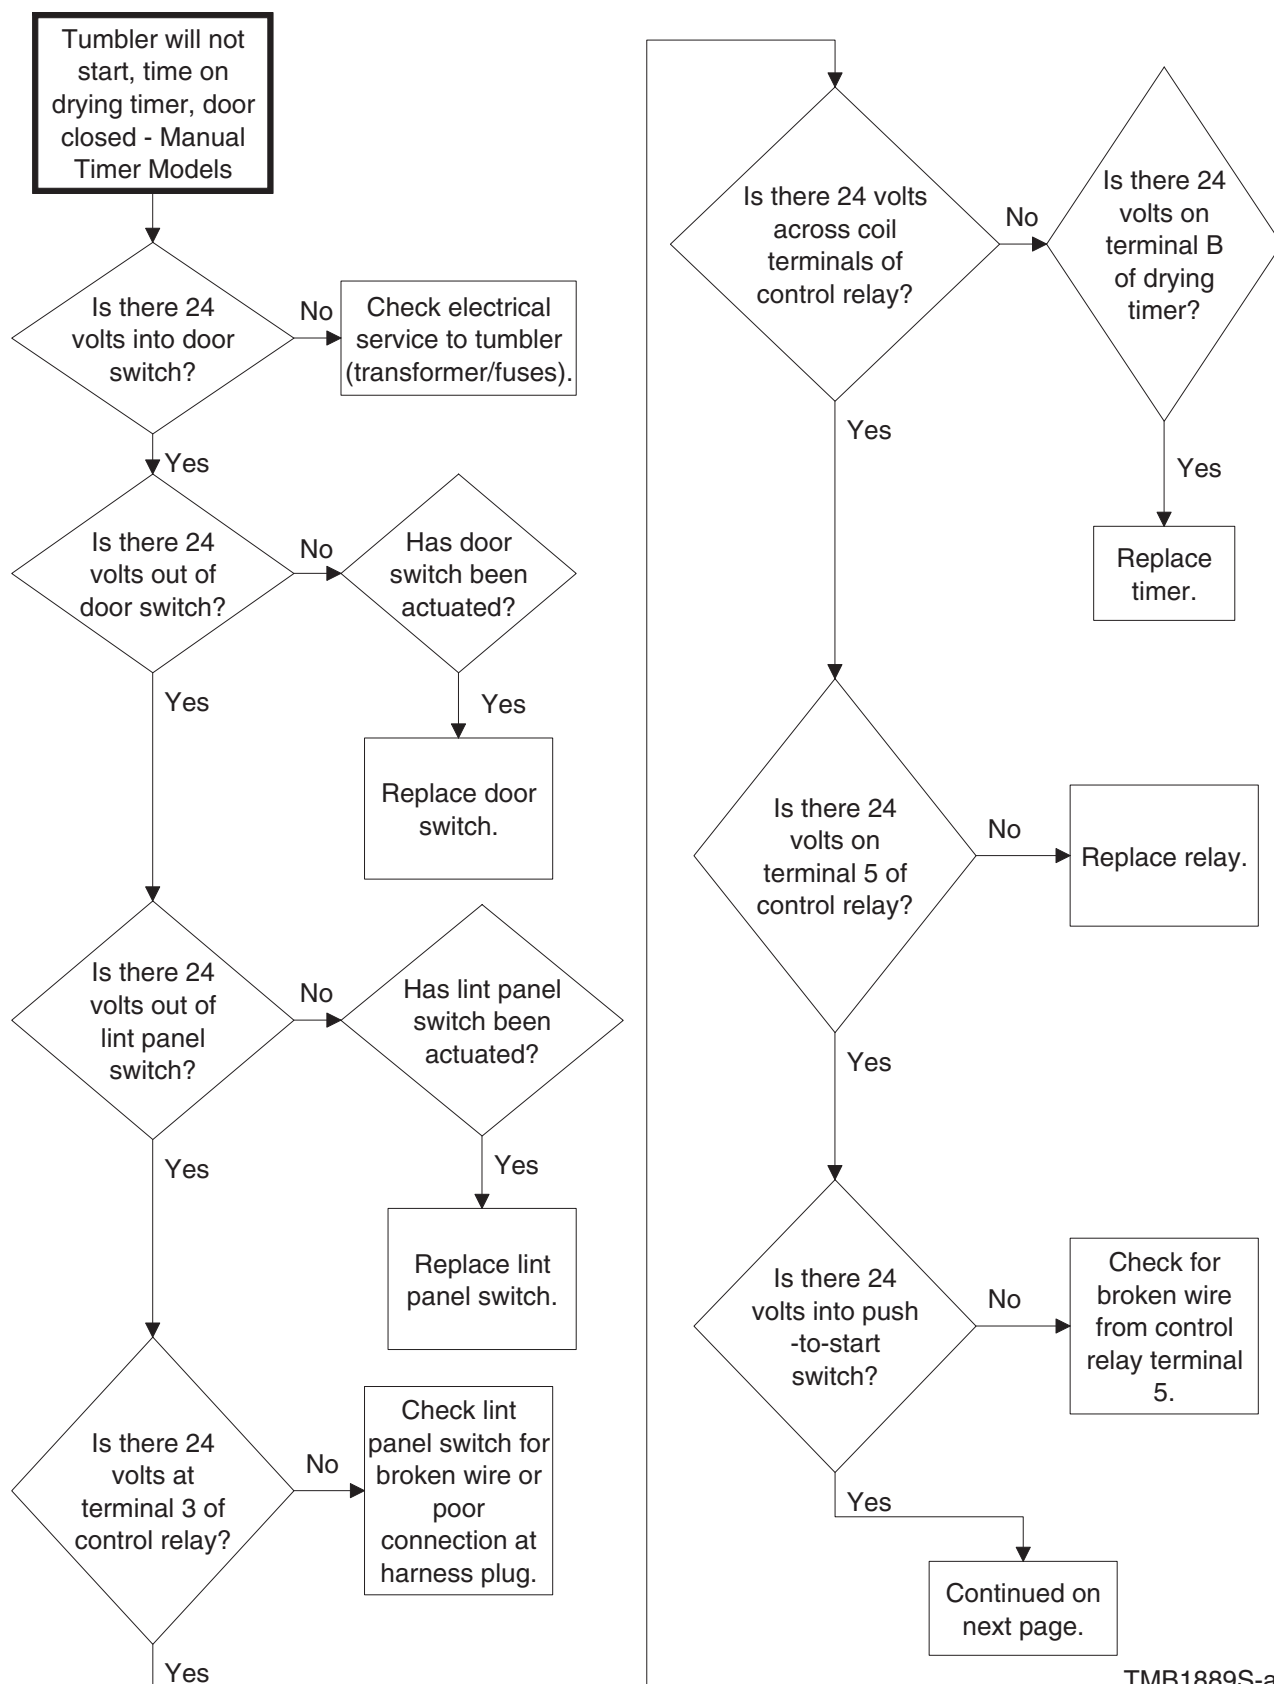 Tumbler will not
start, time on
drying timer, door
closed - Manual
Timer Models
Is there 24
volts into door
switch?
No
Check electrical
service to tumbler
(transformer/fuses).
Yes
Is there 24
volts out of
door switch?
No
Has door
switch been
actuated?
Yes
Replace door
switch.
Yes
Is there 24
volts out of
lint panel
switch?
No
Has lint panel
switch been
actuated?
Yes
Replace lint
panel switch.
Yes
Is there 24
volts at
terminal 3 of
control relay?
No
Check lint
panel switch for
broken wire or
poor
connection at
harness plug.
Yes
Is there 24 volts
across coil
terminals of
control relay?
No
Is there 24
volts on
terminal B
of drying
timer?
Yes
Replace
timer.
Yes
Is there 24
volts on
terminal 5 of
control relay?
No
Replace relay.
Yes
Is there 24
volts into push
-to-start
switch?
No
Check for
broken wire
from control
relay terminal
5.
Yes
Continued on
next page.
TMB1889S-a